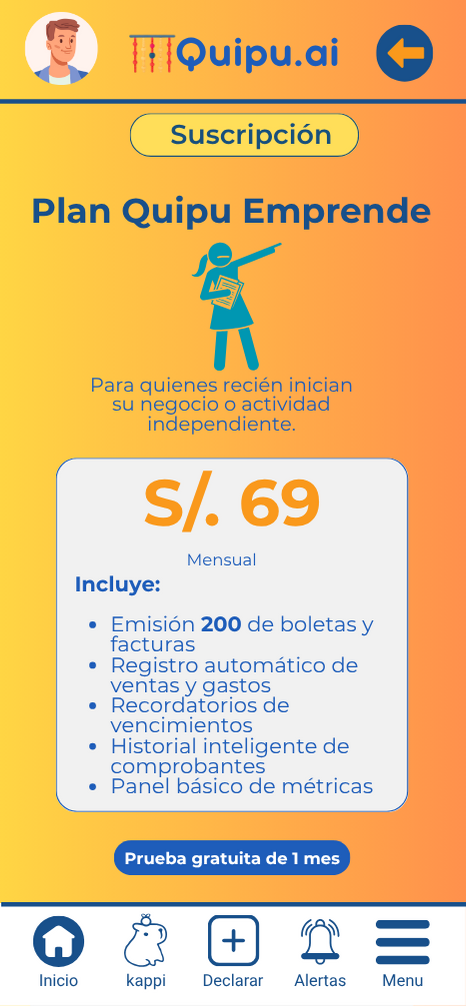 Quipu.ai
Suscripción
Plan Quipu Emprende
Para quienes recién inician
su negocio o actividad
independiente.
S/. 69
Mensual
Incluye:
• Emisión 200 de boletas y
facturas
• Registro automático de
ventas y gastos
• Recordatorios de
vencimientos
• Historial inteligente de
comprobantes
• Panel básico de métricas
Prueba gratuita de 1 mes
Inicio kappi Declarar Alertas Menu